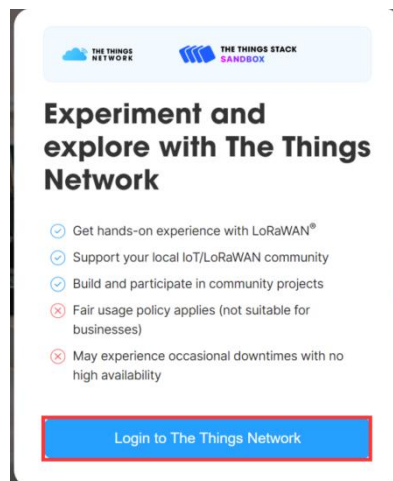 THE THINGS
NETWORK
THE THINGS STACK
SANDBOX
Experiment and
explore with The Things
Network
Get hands-on experience with LoRaWAN®
Support your local IoT/LoRaWAN community
Build and participate in community projects
Fair usage policy applies (not suitable for
businesses)
May experience occasional downtimes with no
high availability
Login to The Things Network